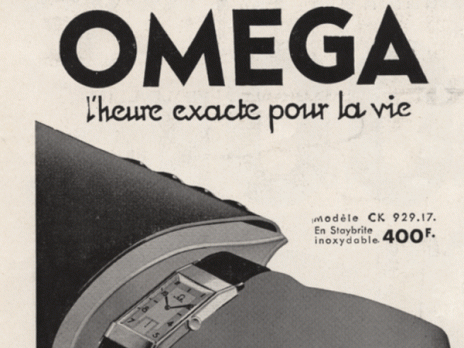 OMEGA
l'heure exacte pour la vie
Modèle CK 929.17.
En Staybrite
inoxydable. 400F.